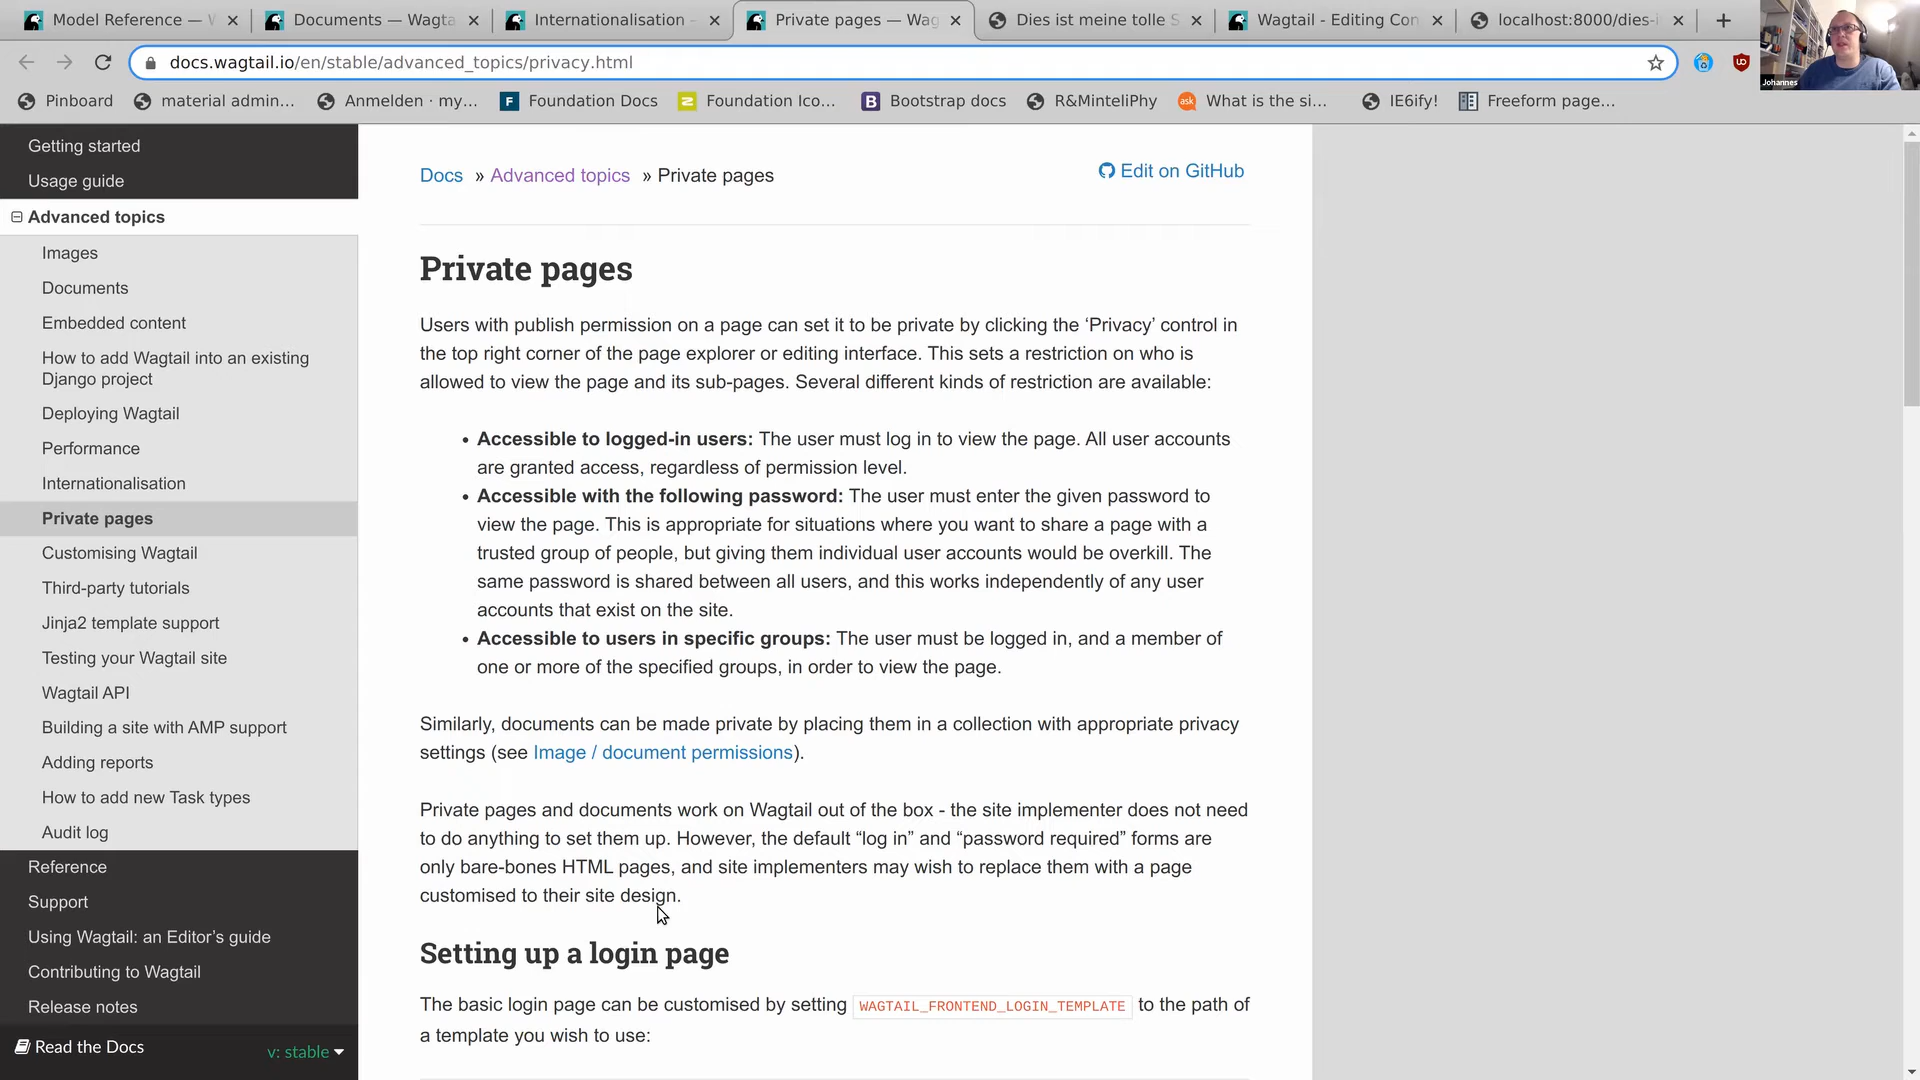 Model Reference — W
Documents — Wagta
Internationalisation -
Private pages — Wag
Dies ist meine tolle S
Wagtail - Editing Con
localhost:8000/dies-i
docs.wagtail.io/en/stable/advanced_topics/privacy.html
Johannes
Pinboard
material admin...
Anmelden · my...
Foundation Docs
Foundation Ico...
Bootstrap docs
R&MinteliPhy
ask
What is the si...
IE6ify!
Freeform page...
Getting started
Usage guide
Advanced topics
Images
Documents
Embedded content
How to add Wagtail into an existing
Django project
Deploying Wagtail
Performance
Internationalisation
Private pages
Customising Wagtail
Third-party tutorials
Jinja2 template support
Testing your Wagtail site
Wagtail API
Building a site with AMP support
Adding reports
How to add new Task types
Audit log
Reference
Support
Using Wagtail: an Editor’s guide
Contributing to Wagtail
Release notes
Read the Docs
v: stable
Docs » Advanced topics » Private pages
Edit on GitHub
Private pages
Users with publish permission on a page can set it to be private by clicking the ‘Privacy’ control in
the top right corner of the page explorer or editing interface. This sets a restriction on who is
allowed to view the page and its sub-pages. Several different kinds of restriction are available:
• Accessible to logged-in users: The user must log in to view the page. All user accounts
are granted access, regardless of permission level.
• Accessible with the following password: The user must enter the given password to
view the page. This is appropriate for situations where you want to share a page with a
trusted group of people, but giving them individual user accounts would be overkill. The
same password is shared between all users, and this works independently of any user
accounts that exist on the site.
• Accessible to users in specific groups: The user must be logged in, and a member of
one or more of the specified groups, in order to view the page.
Similarly, documents can be made private by placing them in a collection with appropriate privacy
settings (see Image / document permissions).
Private pages and documents work on Wagtail out of the box - the site implementer does not need
to do anything to set them up. However, the default “log in” and “password required” forms are
only bare-bones HTML pages, and site implementers may wish to replace them with a page
customised to their site design.
Setting up a login page
The basic login page can be customised by setting WAGTAIL_FRONTEND_LOGIN_TEMPLATE to the path of
a template you wish to use: